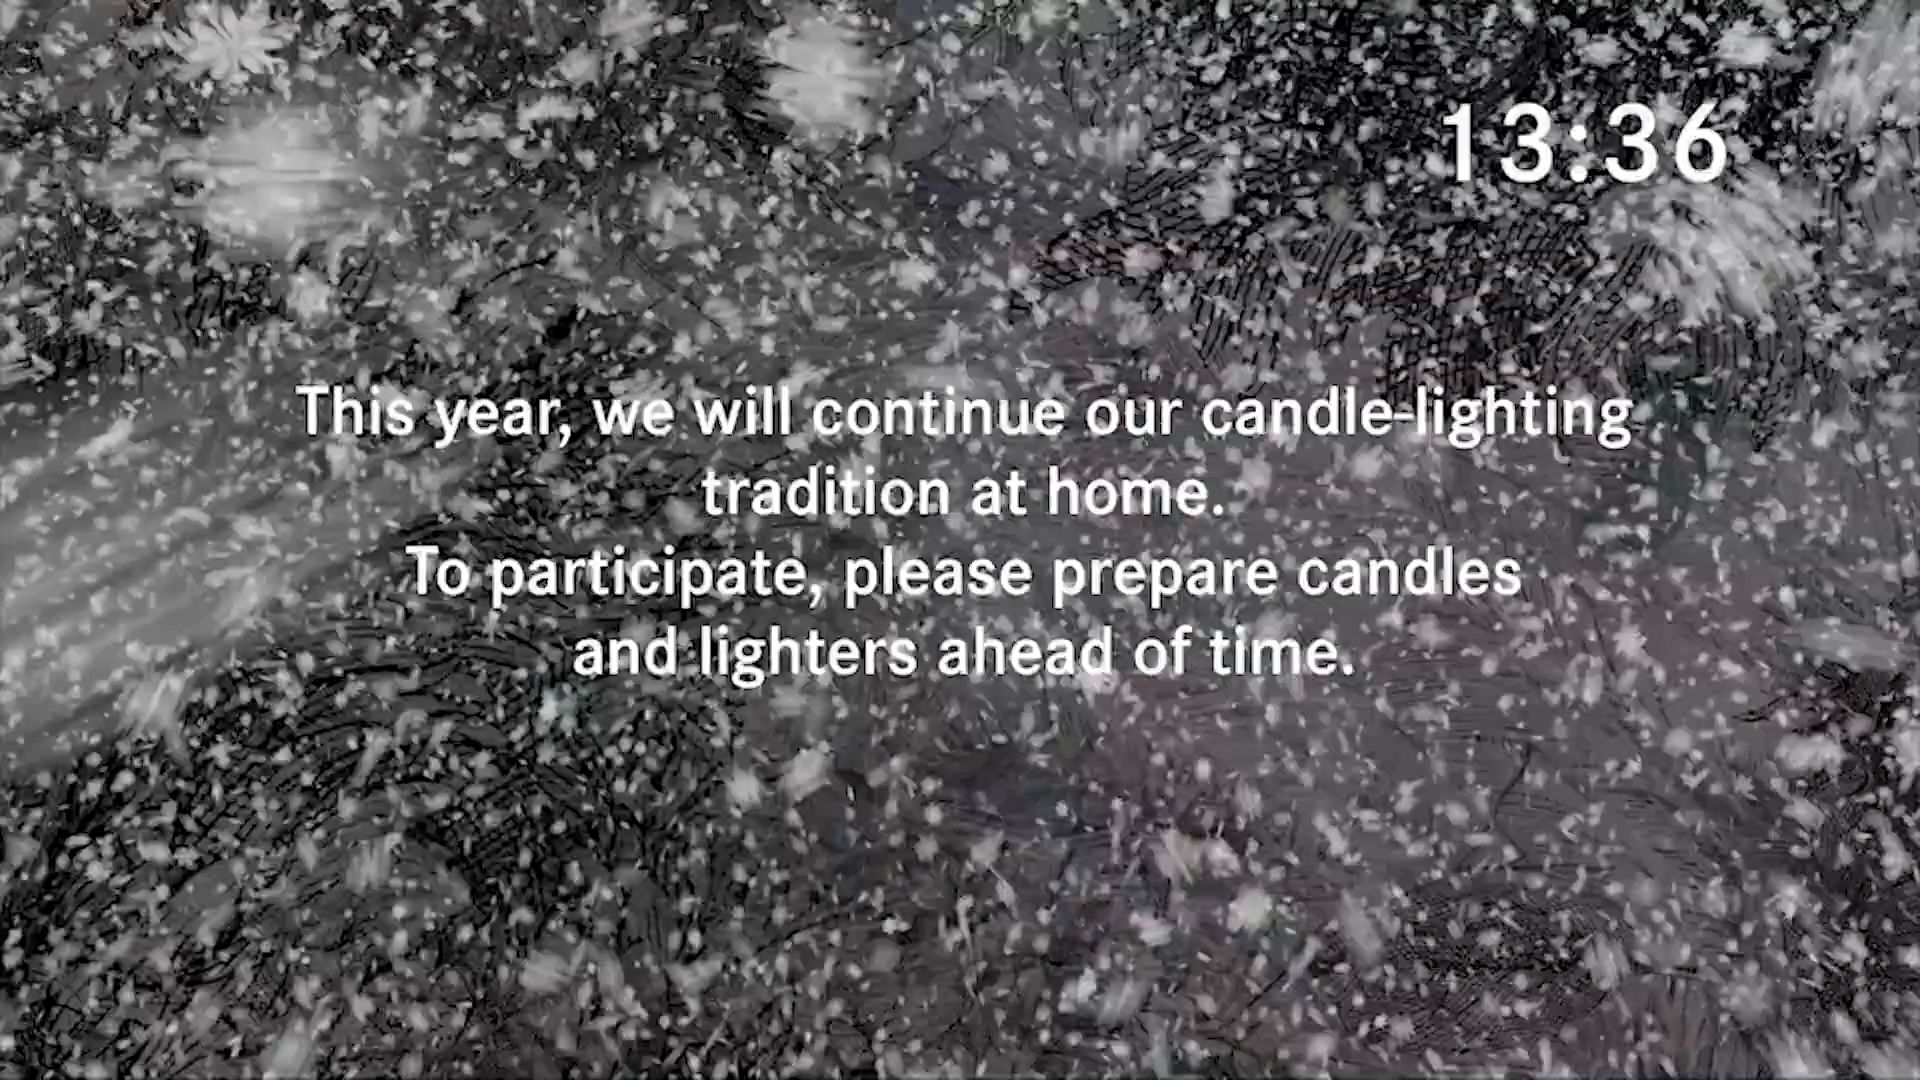 13:36
This year, we will continue our candle-lighting
tradition at home.
To participate, please prepare candles
and lighters ahead of time.